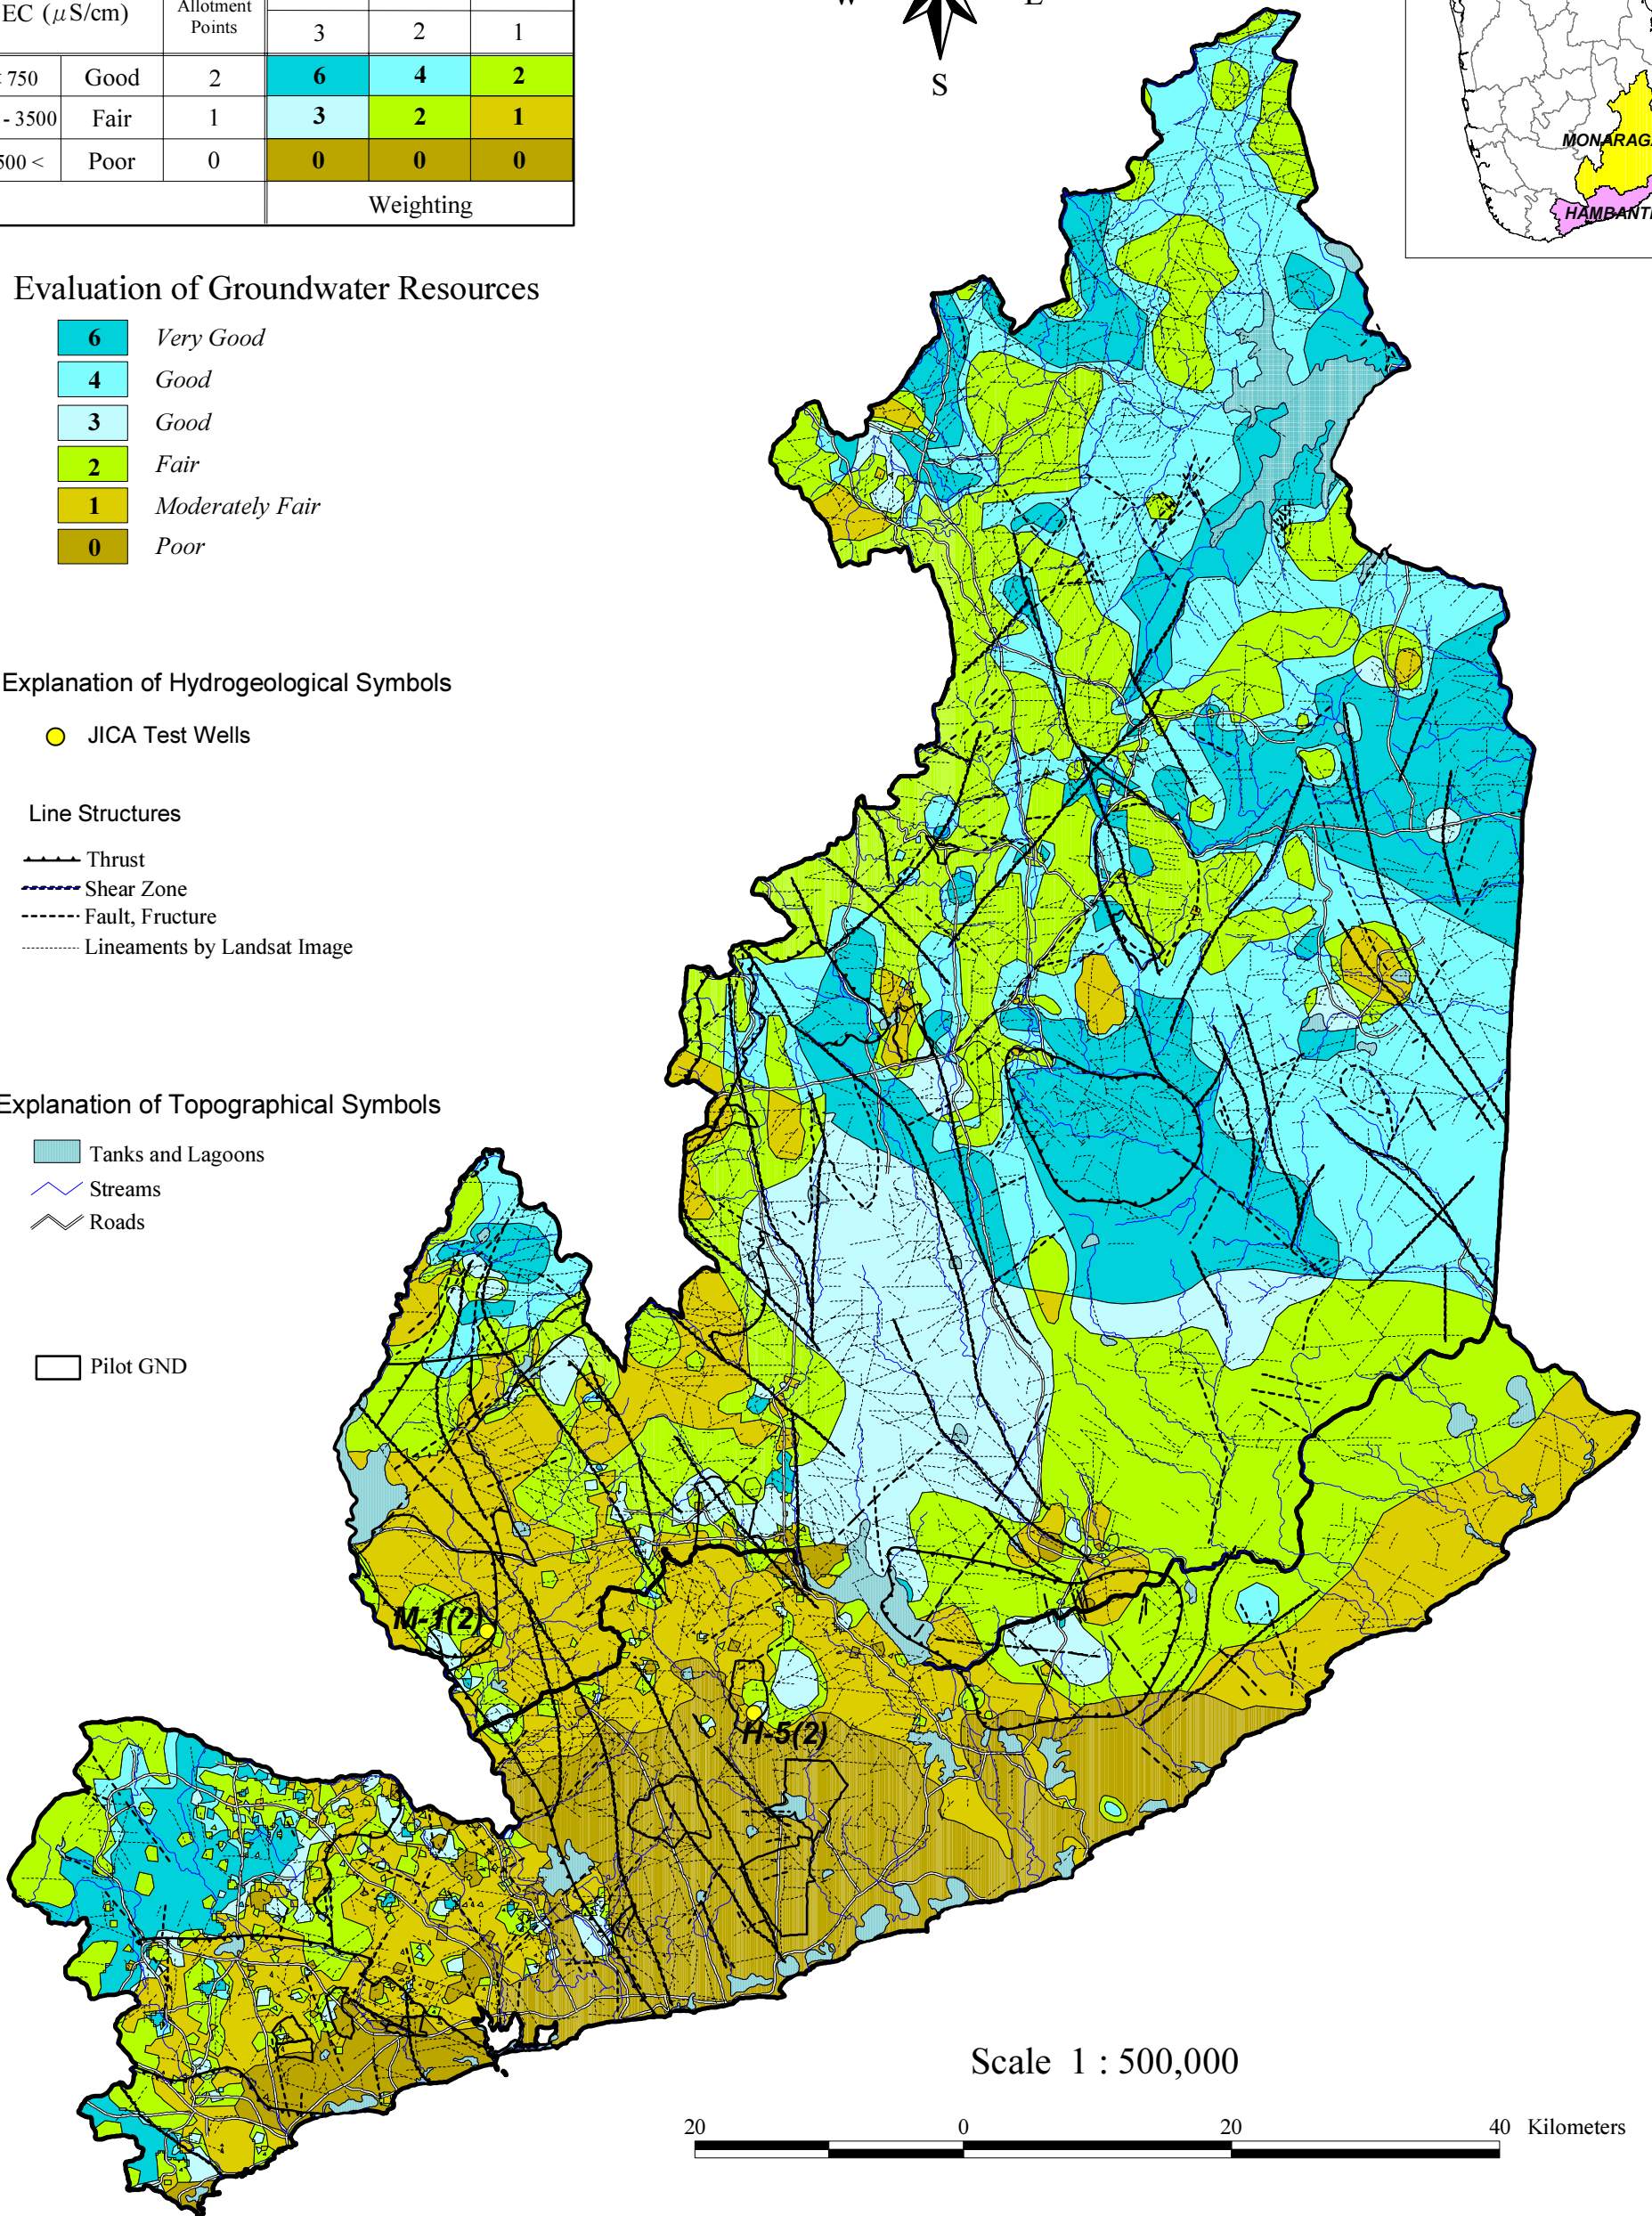 EC (μS/cm)
Allotment
Points
3 2 1
750 Good 2 6 4 2
- 3500 Fair 1 3 2 1
500 < Poor 0 0 0 0
Weighting
S
MONARAG
HAMBANT
Evaluation of Groundwater Resources
6 Very Good
4 Good
3 Good
2 Fair
1 Moderately Fair
0 Poor
Explanation of Hydrogeological Symbols
JICA Test Wells
Line Structures
Thrust
Shear Zone
Fault, Fructure
Lineaments by Landsat Image
Explanation of Topographical Symbols
Tanks and Lagoons
Streams
Roads
Pilot GND
M-1(2)
H-5(2)
Scale 1 : 500,000
20 0 20 40 Kilometers